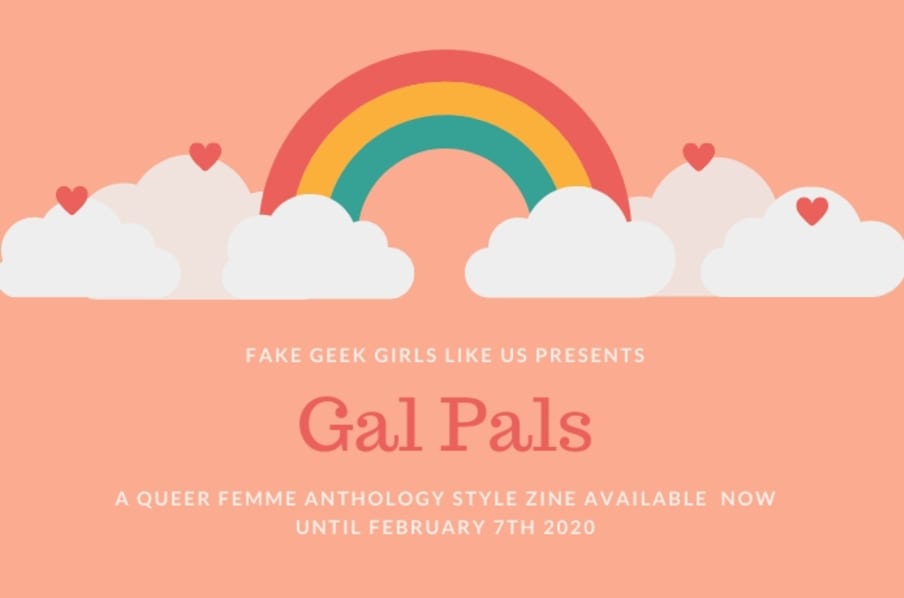 FAKE GEEK GIRLS LIKE US PRESENTS
Gal Pals
A QUEER FEMME ANTHOLOGY STYLE ZINE AVAILABLE NOW
UNTIL FEBRUARY 7TH 2020